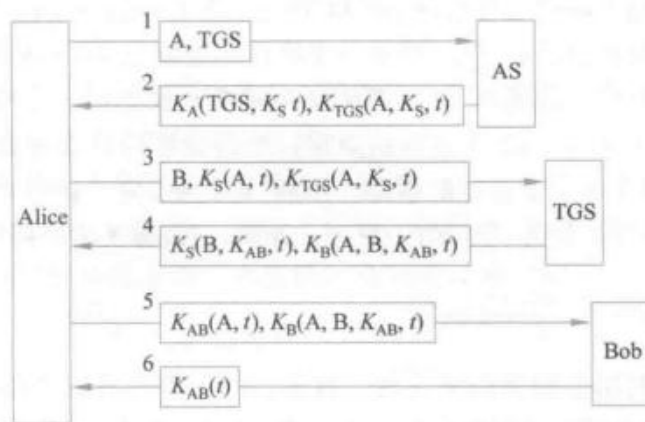 1
A, TGS
AS
2
K_A(TGS, K_S t), K_TGS(A, K_S, t)
3
B, K_S(A, t), K_TGS(A, K_S, t)
TGS
Alice
4
K_S(B, K_AB, t), K_B(A, B, K_AB, t)
5
K_AB(A, t), K_B(A, B, K_AB, t)
Bob
6
K_AB(t)